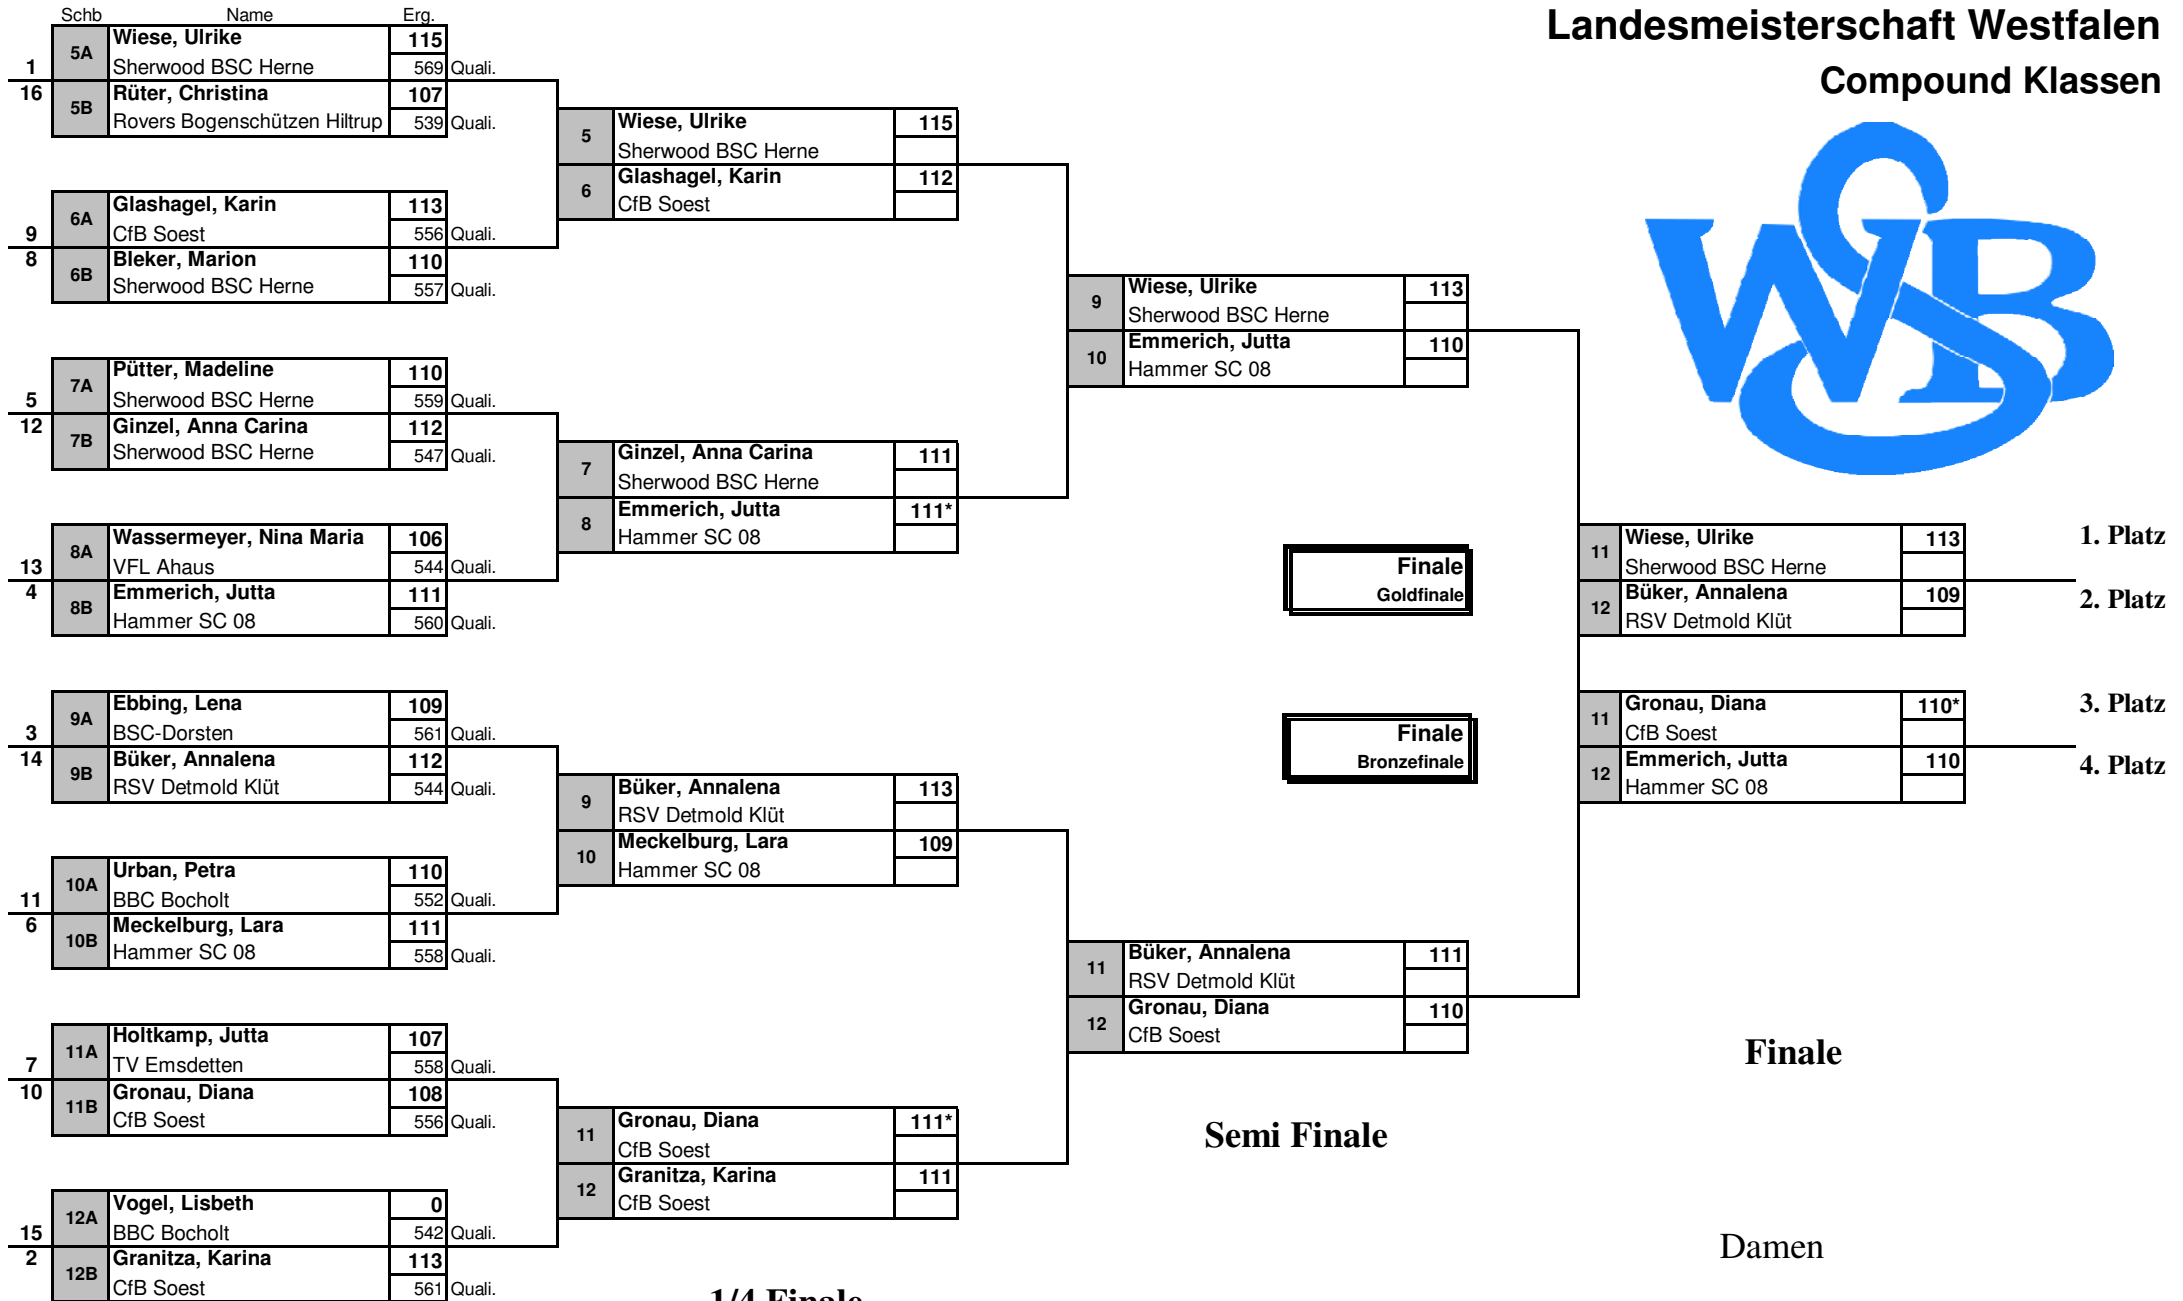 Landesmeisterschaft Westfalen
Compound Klassen
Schb Name Erg.
5A Wiese, Ulrike 115
1 Sherwood BSC Herne 569 Quali.
16 5B Rüter, Christina 107
Rovers Bogenschützen Hiltrup 539 Quali.
6A Glashagel, Karin 113
9 CfB Soest 556 Quali.
8 6B Bleker, Marion 110
Sherwood BSC Herne 557 Quali.
7A Pütter, Madeline 110
5 Sherwood BSC Herne 559 Quali.
12 7B Ginzel, Anna Carina 112
Sherwood BSC Herne 547 Quali.
8A Wassermeyer, Nina Maria 106
13 VFL Ahaus 544 Quali.
4 8B Emmerich, Jutta 111
Hammer SC 08 560 Quali.
9A Ebbing, Lena 109
3 BSC-Dorsten 561 Quali.
14 9B Büker, Annalena 112
RSV Detmold Klüt 544 Quali.
10A Urban, Petra 110
11 BBC Bocholt 552 Quali.
6 10B Meckelburg, Lara 111
Hammer SC 08 558 Quali.
11A Holtkamp, Jutta 107
7 TV Emsdetten 558 Quali.
10 11B Gronau, Diana 108
CfB Soest 556 Quali.
12A Vogel, Lisbeth 0
15 BBC Bocholt 542 Quali.
2 12B Granitza, Karina 113
CfB Soest 561 Quali.
5 Wiese, Ulrike 115
Sherwood BSC Herne
6 Glashagel, Karin 112
CfB Soest
7 Ginzel, Anna Carina 111
Sherwood BSC Herne
8 Emmerich, Jutta 111*
Hammer SC 08
9 Büker, Annalena 113
RSV Detmold Klüt
10 Meckelburg, Lara 109
Hammer SC 08
11 Gronau, Diana 111*
CfB Soest
12 Granitza, Karina 111
CfB Soest
1/4 Finale
9 Wiese, Ulrike 113
Sherwood BSC Herne
10 Emmerich, Jutta 110
Hammer SC 08
11 Büker, Annalena 111
RSV Detmold Klüt
12 Gronau, Diana 110
CfB Soest
Semi Finale
WSB
Finale
Goldfinale
11 Wiese, Ulrike 113 1. Platz
Sherwood BSC Herne
12 Büker, Annalena 109 2. Platz
RSV Detmold Klüt
Finale
Bronzefinale
11 Gronau, Diana 110* 3. Platz
CfB Soest
12 Emmerich, Jutta 110 4. Platz
Hammer SC 08
Finale
Damen